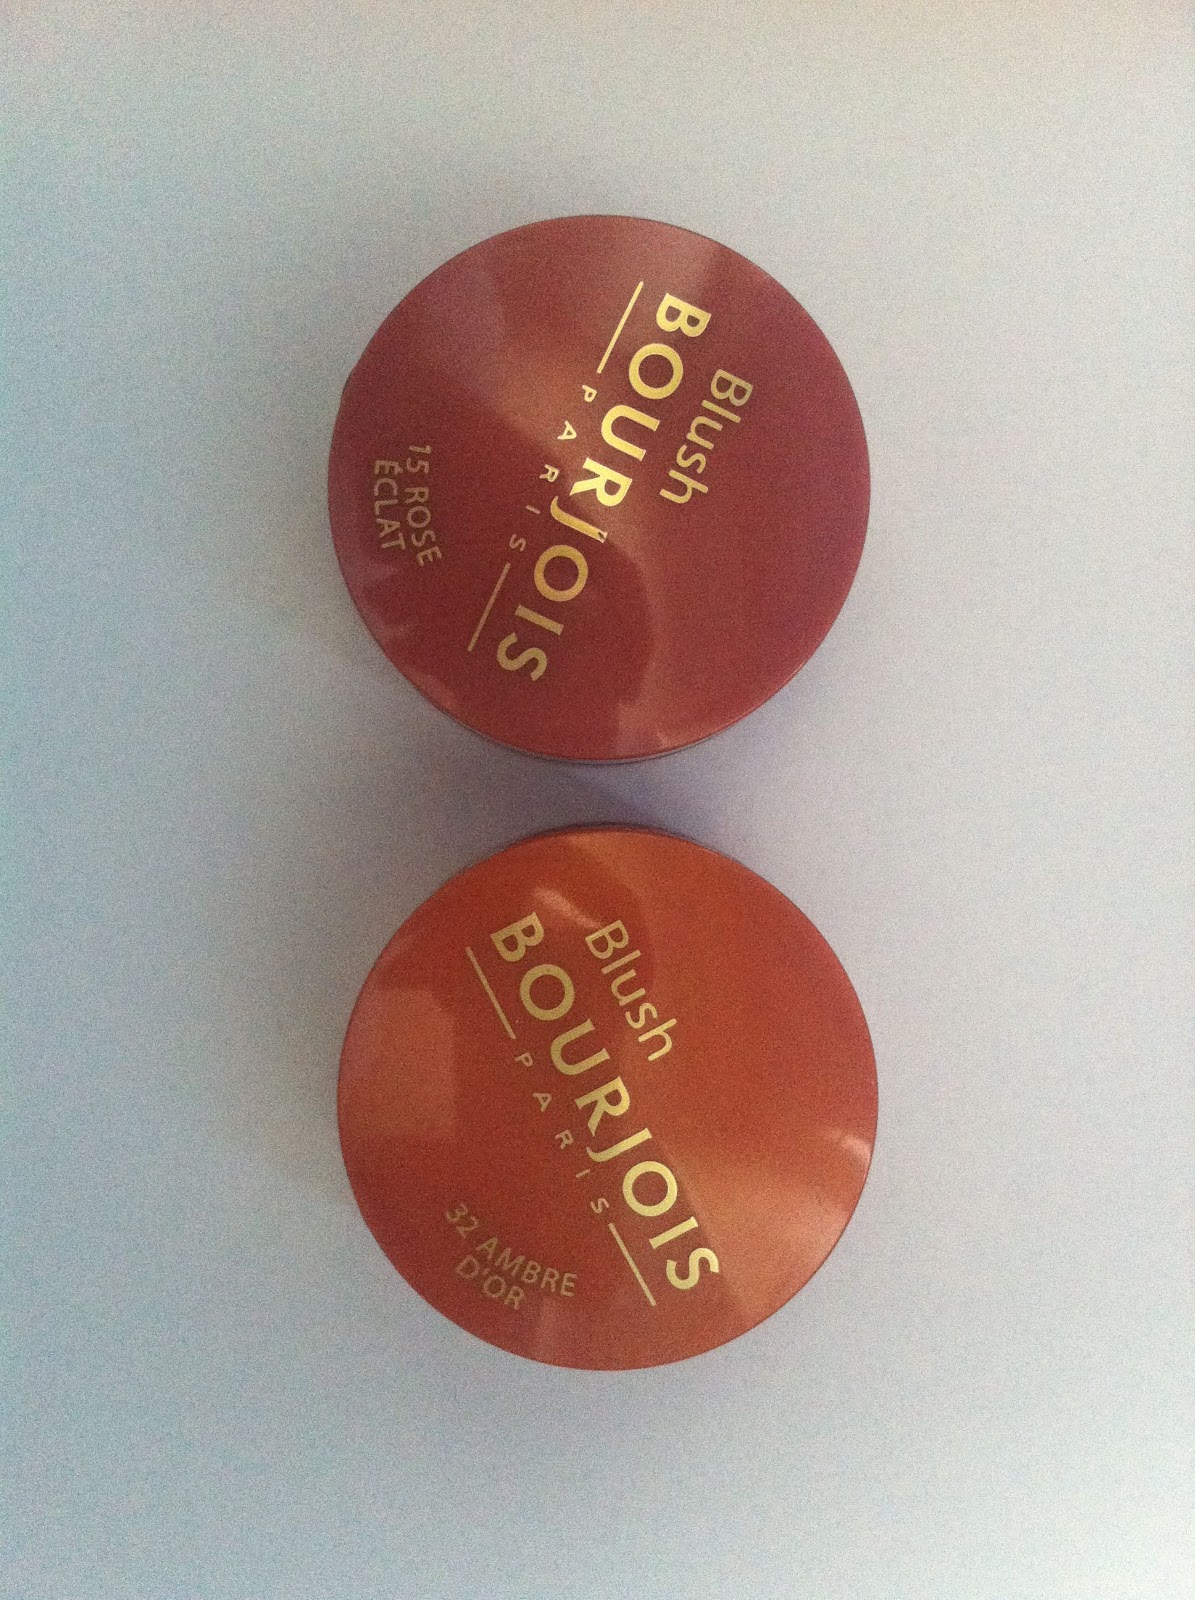 Blush
BOURJOIS
PARIS
15 ROSE
ÉCLAT
Blush
BOURJOIS
PARIS
32 AMBRE
D'OR